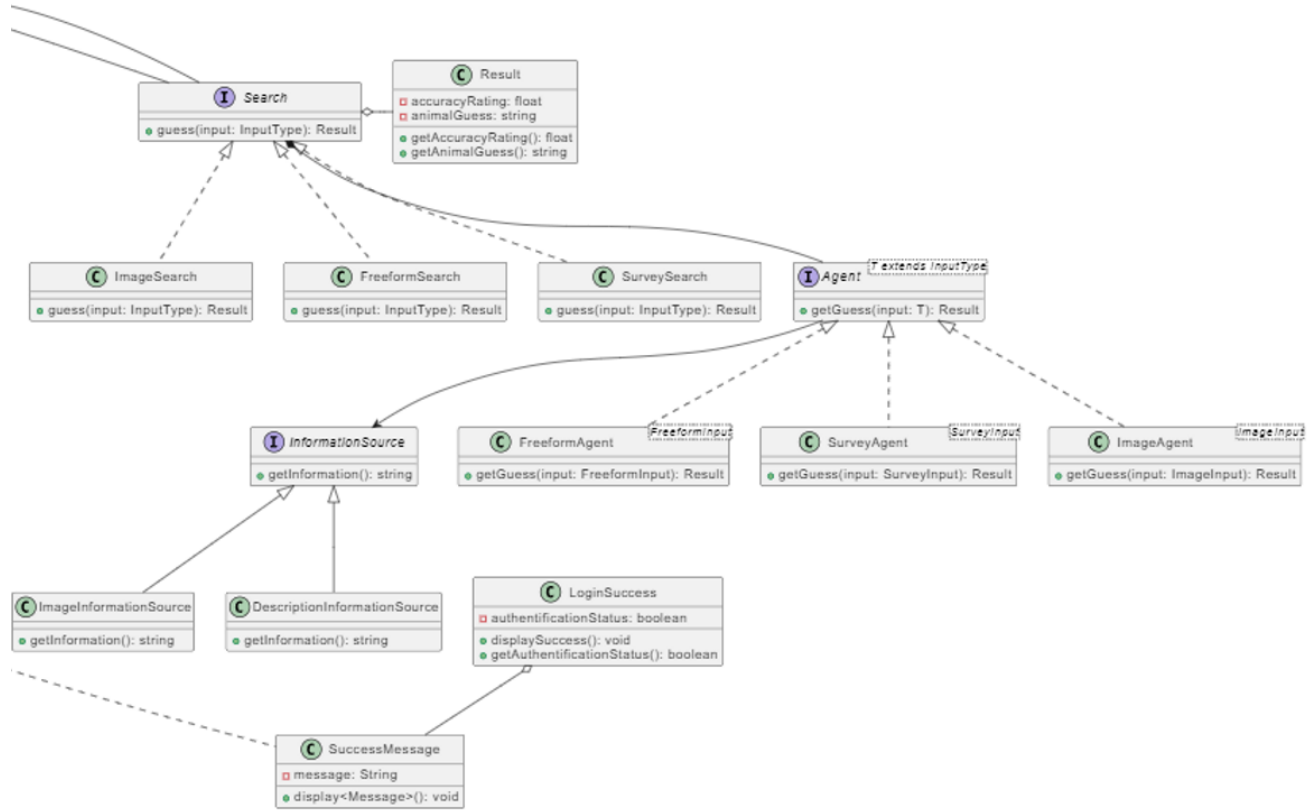 C Result
accuracyRating: float
animalGuess: string
getAccuracyRating(): float
getAnimalGuess(): string
I Search
guess(input: InputType): Result
C ImageSearch
guess(input: InputType): Result
C FreeformSearch
guess(input: InputType): Result
C SurveySearch
guess(input: InputType): Result
I Agent
T extends InputType
getGuess(input: T): Result
I InformationSource
getInformation(): string
C FreeformAgent
FreeformInput
getGuess(input: FreeformInput): Result
C SurveyAgent
SurveyInput
getGuess(input: SurveyInput): Result
C ImageAgent
ImageInput
getGuess(input: ImageInput): Result
C ImageInformationSource
getInformation(): string
C DescriptionInformationSource
getInformation(): string
C LoginSuccess
authentificationStatus: boolean
displaySuccess(): void
getAuthentificationStatus(): boolean
C SuccessMessage
message: String
display<Message>(): void